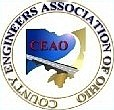 COUNTY ENGINEERS ASSOCIATION OF OHIO
CEAO